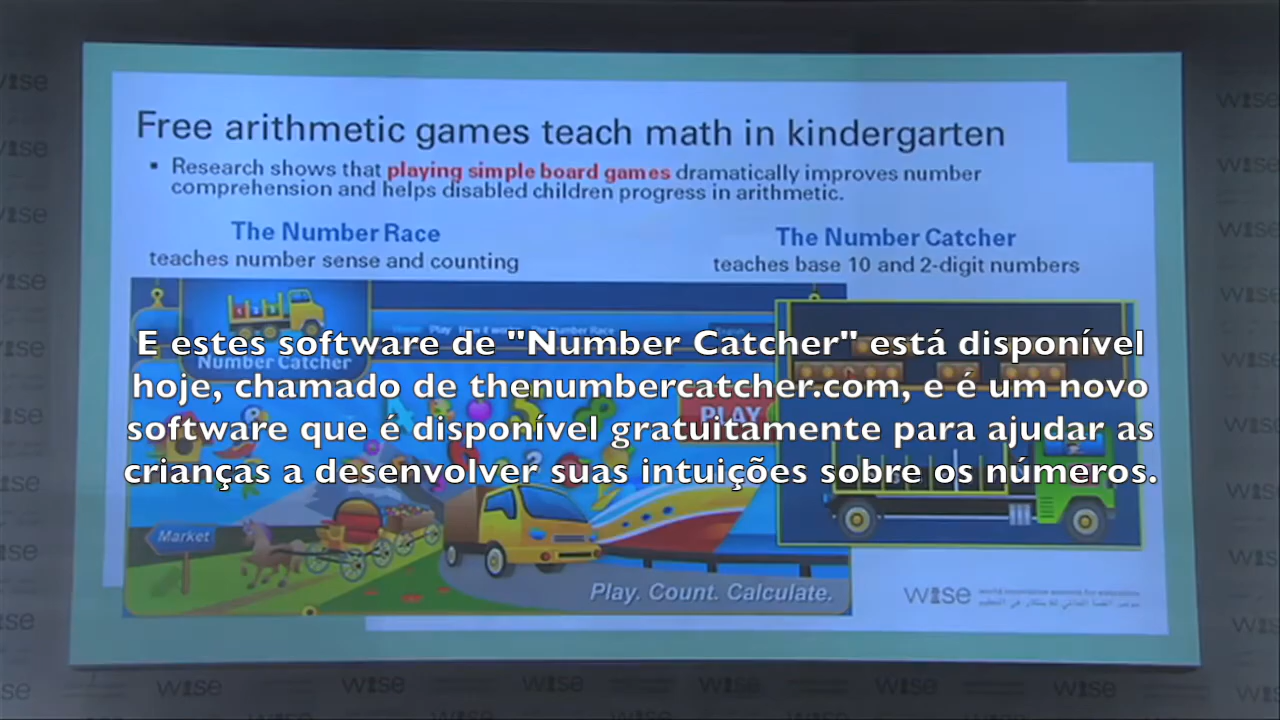 Free arithmetic games teach math in kindergarten
▪ Research shows that playing simple board games dramatically improves number
comprehension and helps disabled children progress in arithmetic.
The Number Race
teaches number sense and counting
The Number Catcher
teaches base 10 and 2-digit numbers
Number Catcher
Play
PLAY
E estes software de "Number Catcher" está disponível
hoje, chamado de thenumbercatcher.com, e é um novo
software que é disponível gratuitamente para ajudar as
crianças a desenvolver suas intuições sobre os números.
Market
Play. Count. Calculate.
wise